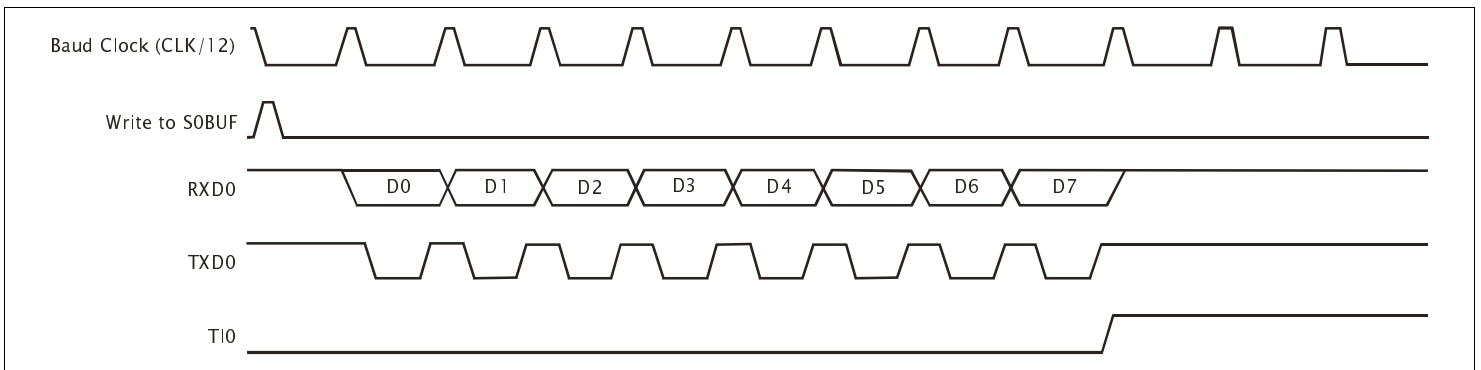 Baud Clock (CLK/12)
Write to S0BUF
RXD0 D0 D1 D2 D3 D4 D5 D6 D7
TXD0
TI0